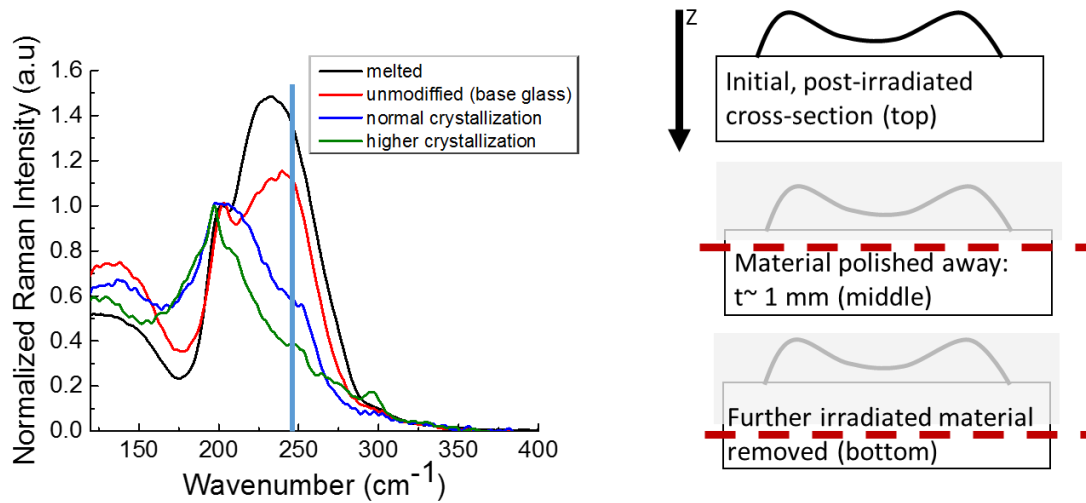 Normalized Raman Intensity (a.u)
1.6
1.4
1.2
1.0
0.8
0.6
0.4
0.2
0.0
melted
unmodiffied (base glass)
normal crystallization
higher crystallization
150 200 250 300 350 400
Wavenumber (cm-1)
Z
Initial, post-irradiated
cross-section (top)
Material polished away:
t~ 1 mm (middle)
Further irradiated material
removed (bottom)